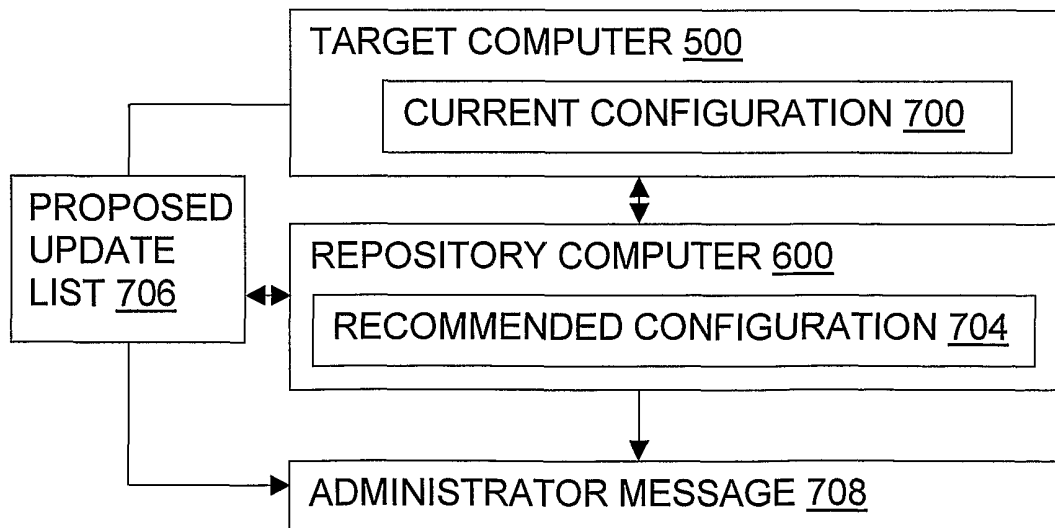 TARGET COMPUTER 500
CURRENT CONFIGURATION 700
PROPOSED
UPDATE
LIST 706
REPOSITORY COMPUTER 600
RECOMMENDED CONFIGURATION 704
ADMINISTRATOR MESSAGE 708